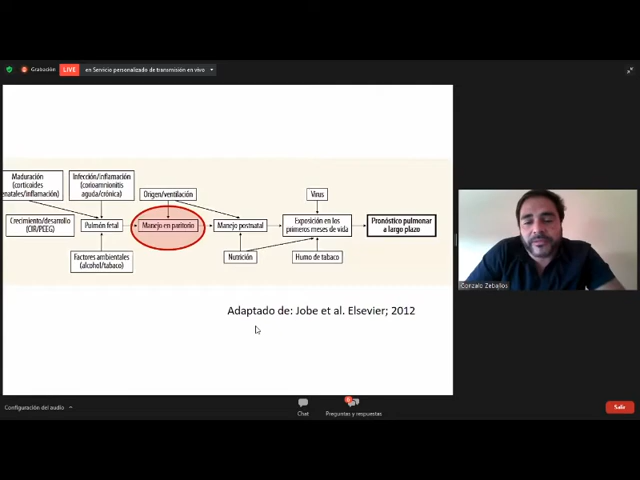 Grabación
LIVE
en Servicio personalizado de transmisión en vivo
Maduración
(corticoides
enatales/inflamación)
Infección/inflamación
(corioamnionitis
aguda/crónica)
Origen/ventilación
Virus
Crecimiento/desarrollo
(CIR/PEEG)
Pulmón fetal
Manejo en paritorio
Manejo postnatal
Exposición en los
primeros meses de vida
Pronóstico pulmonar
a largo plazo
Factores ambientales
(alcohol/tabaco)
Nutrición
Humo de tabaco
Adaptado de: Jobe et al. Elsevier; 2012
Gonzalo Zeballos
Configuración del audio
Chat
Preguntas y respuestas
Salir